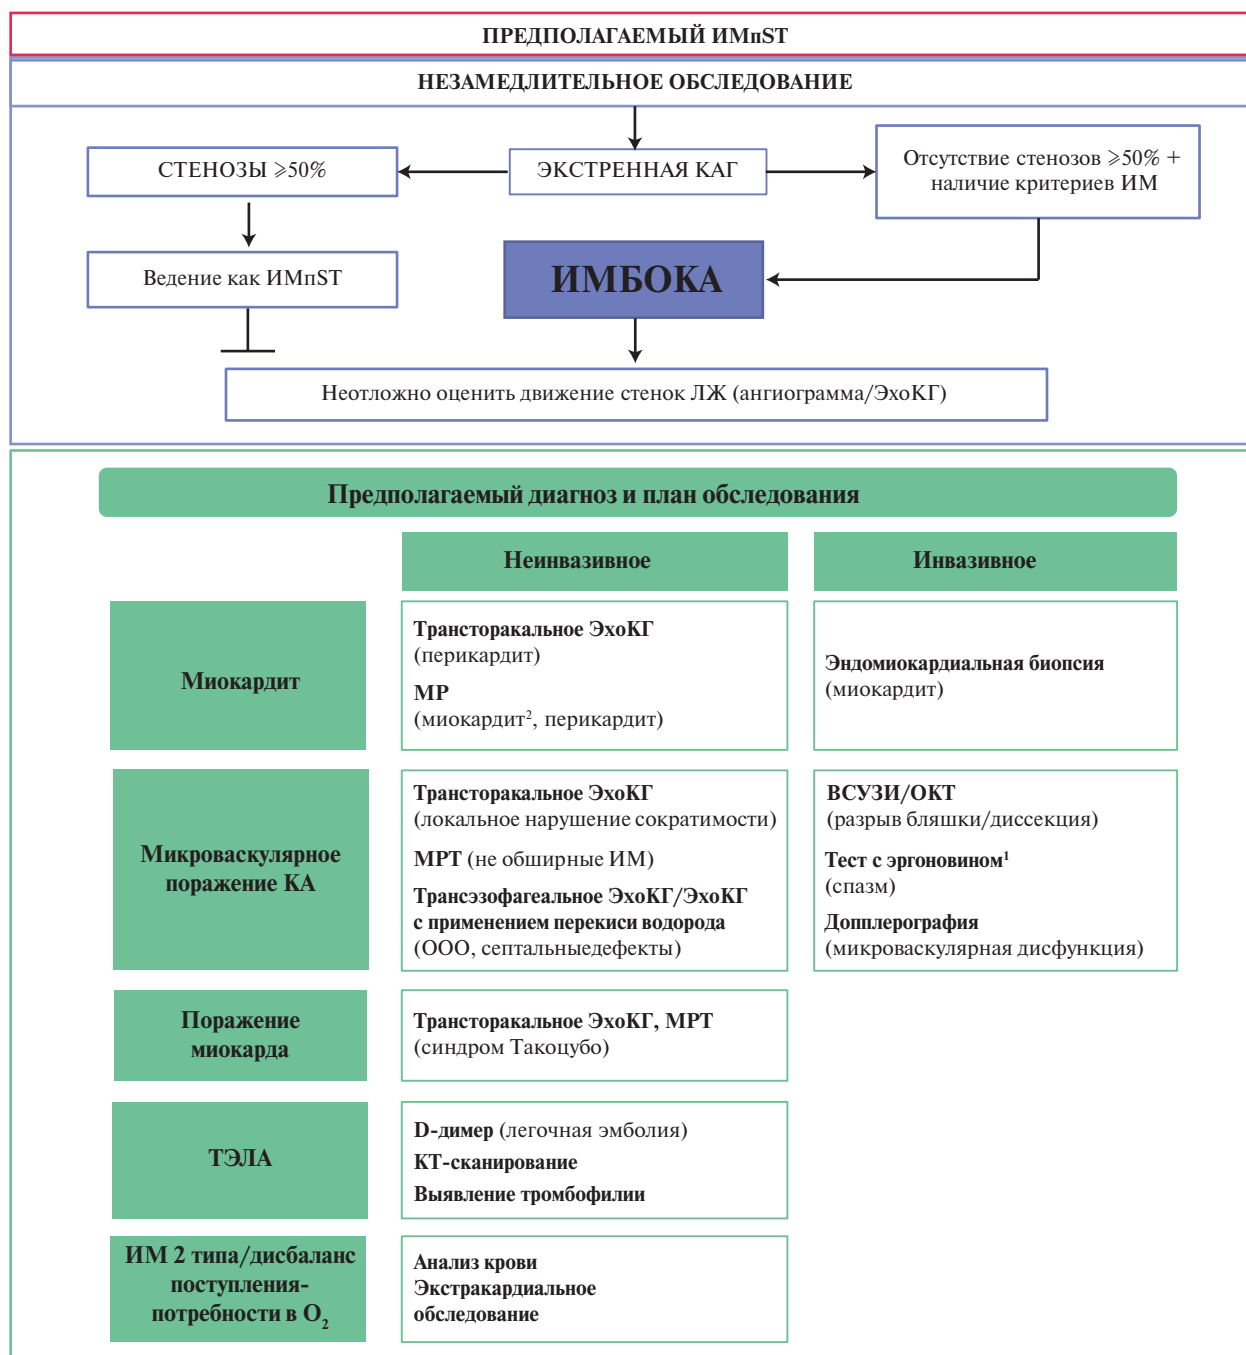 ПРЕДПОЛАГАЕМЫЙ ИМпST
НЕЗАМЕДЛИТЕЛЬНОЕ ОБСЛЕДОВАНИЕ
СТЕНОЗЫ ⩾50%
ЭКСТРЕННАЯ КАГ
Отсутствие стенозов ⩾50% +
наличие критериев ИМ
Ведение как ИМпST
ИМБОКА
Неотложно оценить движение стенок ЛЖ (ангиограмма/ЭхоКГ)
Предполагаемый диагноз и план обследования
Неинвазивное
Инвазивное
Миокардит
Трансторакальное ЭхоКГ
(перикардит)
МР
(миокардит², перикардит)
Эндомиокардиальная биопсия
(миокардит)
Микроваскулярное
поражение КА
Трансторакальное ЭхоКГ
(локальное нарушение сократимости)
МРТ (не обширные ИМ)
Трансэзофагеальное ЭхоКГ/ЭхоКГ
с применением перекиси водорода
(ООО, септальныедефекты)
ВСУЗИ/ОКТ
(разрыв бляшки/диссекция)
Тест с эргоновином¹
(спазм)
Допплерография
(микроваскулярная дисфункция)
Поражение
миокарда
Трансторакальное ЭхоКГ, МРТ
(синдром Такоцубо)
ТЭЛА
D-димер (легочная эмболия)
КТ-сканирование
Выявление тромбофилии
ИМ 2 типа/дисбаланс
поступления-
потребности в O₂
Анализ крови
Экстракардиальное
обследование